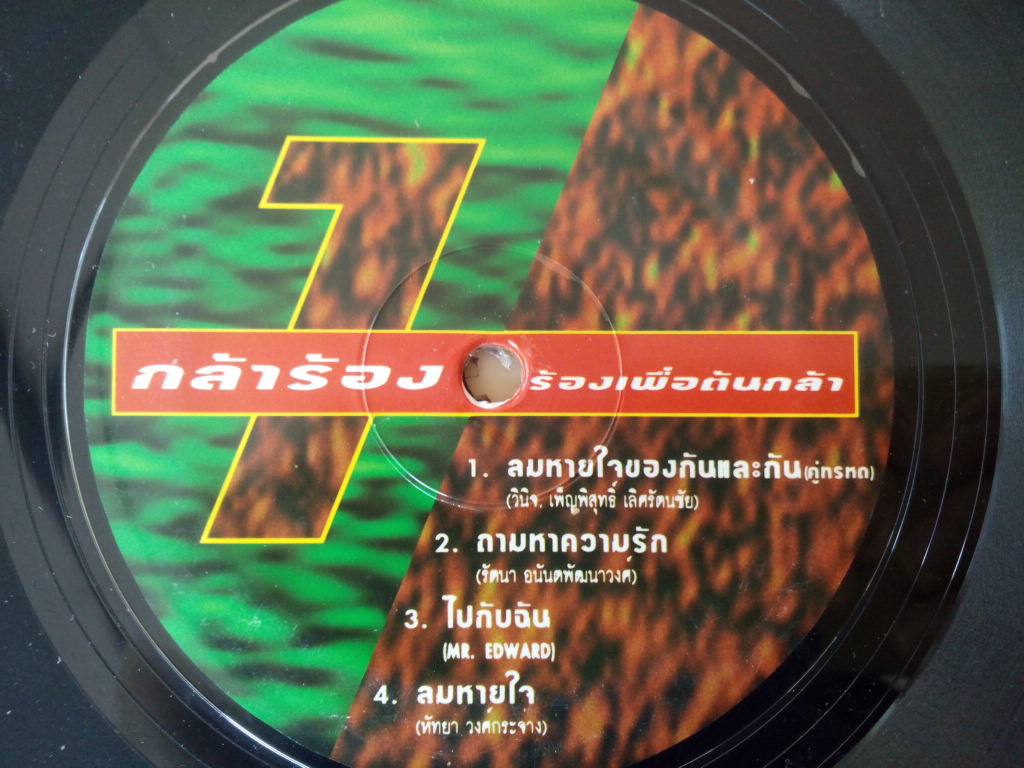 1
กล้าร้อง ร้องเพื่อต้นกล้า
1. ลมหายใจของกันและกัน(คู่ทรหด)
(วินิจ, เพ็ญพิสุทธิ์ เลิศรัตนชัย)
2. ถามหาความรัก
(รัตนา อนันตพัฒนาวงศ์)
3. ไปกับฉัน
(MR. EDWARD)
4. ลมหายใจ
(หัทยา วงศ์กระจ่าง)